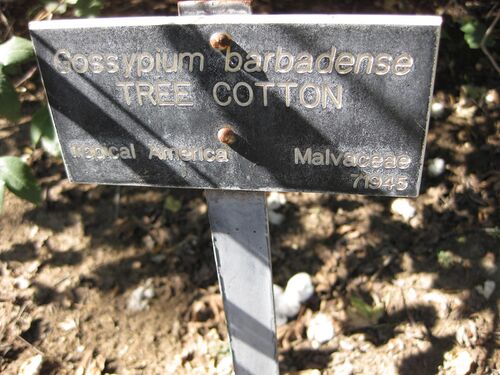 Gossypium barbadense
TREE COTTON
Tropical America Malvaceae
71945